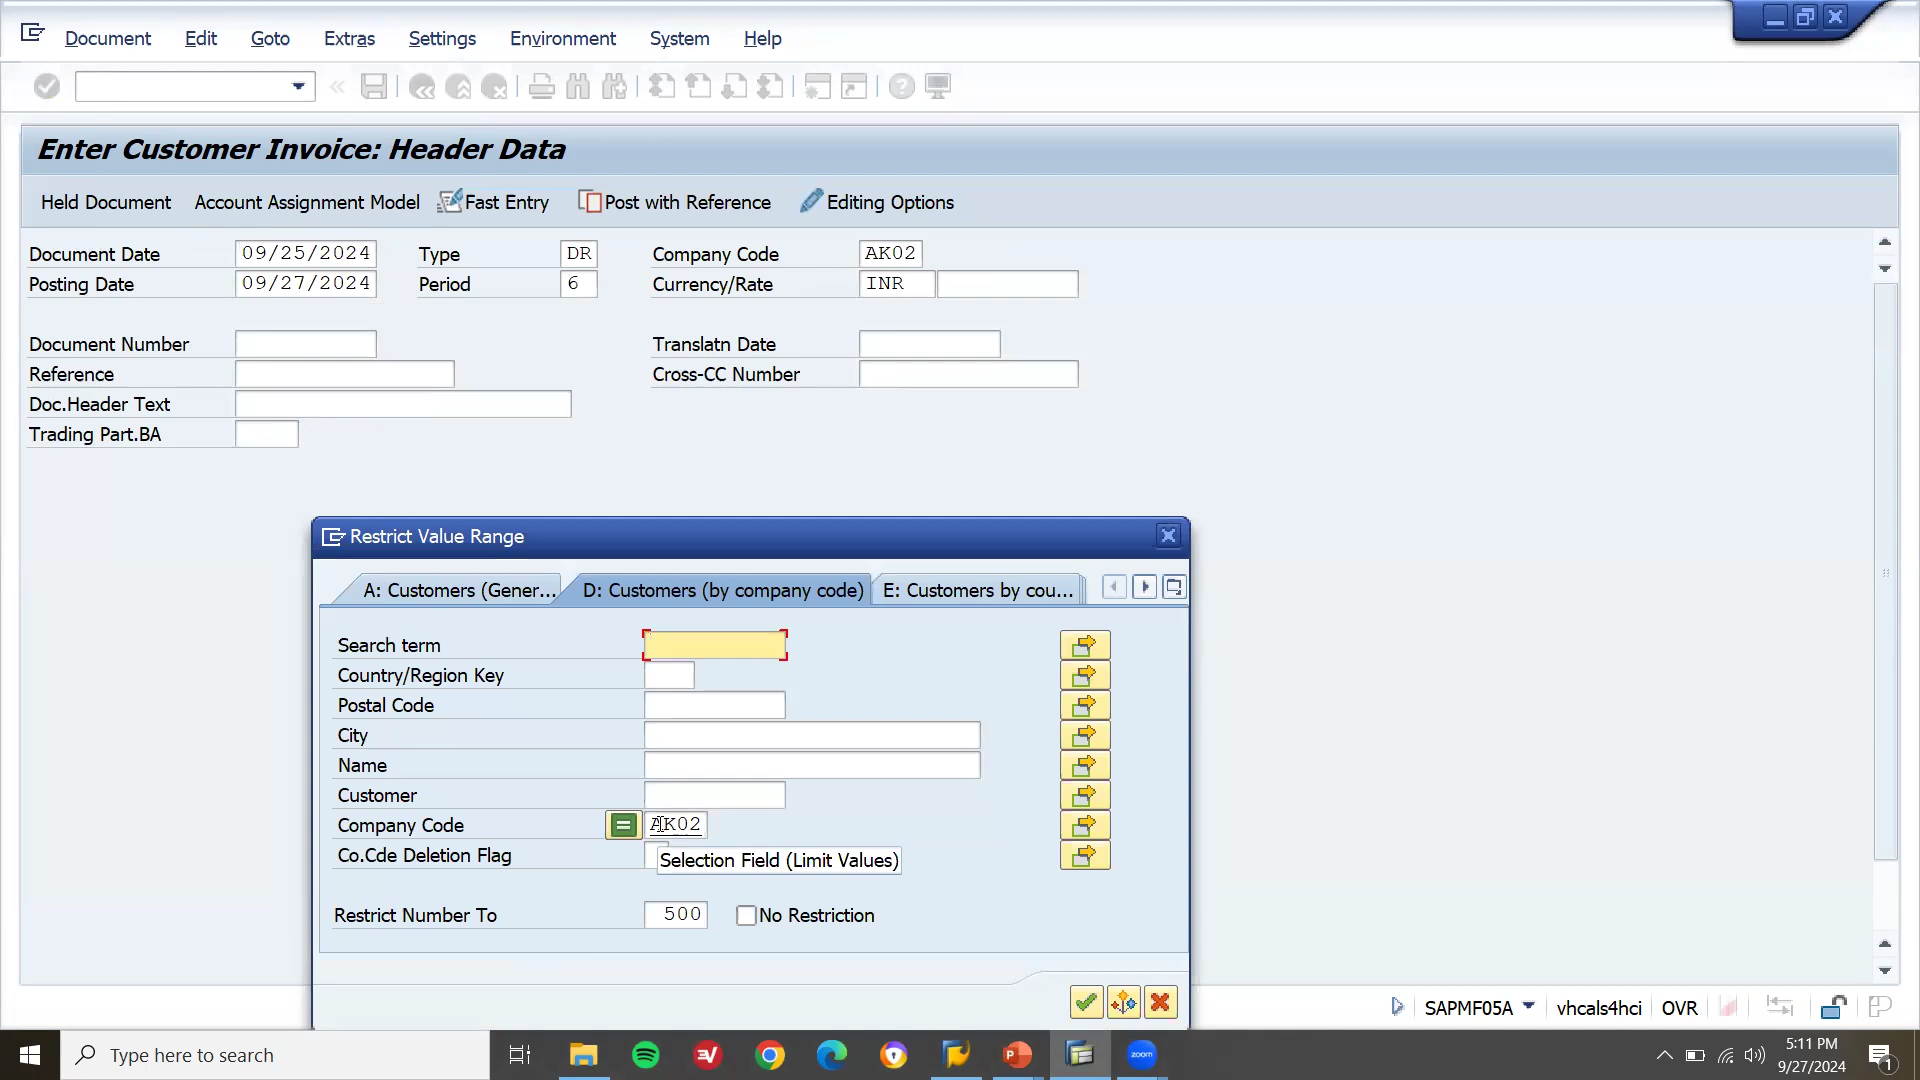 Document Edit Goto Extras Settings Environment System Help
Enter Customer Invoice: Header Data
Held Document Account Assignment Model Fast Entry Post with Reference Editing Options
Document Date 09/25/2024 Type DR Company Code AK02
Posting Date 09/27/2024 Period 6 Currency/Rate INR
Document Number Translatn Date
Reference Cross-CC Number
Doc.Header Text
Trading Part.BA
Restrict Value Range
A: Customers (Gener... D: Customers (by company code) E: Customers by cou...
Search term
Country/Region Key
Postal Code
City
Name
Customer
Company Code AK02
Co.Cde Deletion Flag
Selection Field (Limit Values)
Restrict Number To 500 No Restriction
SAPMF05A vhcals4hci OVR
Type here to search
zoom
5:11 PM
9/27/2024
1